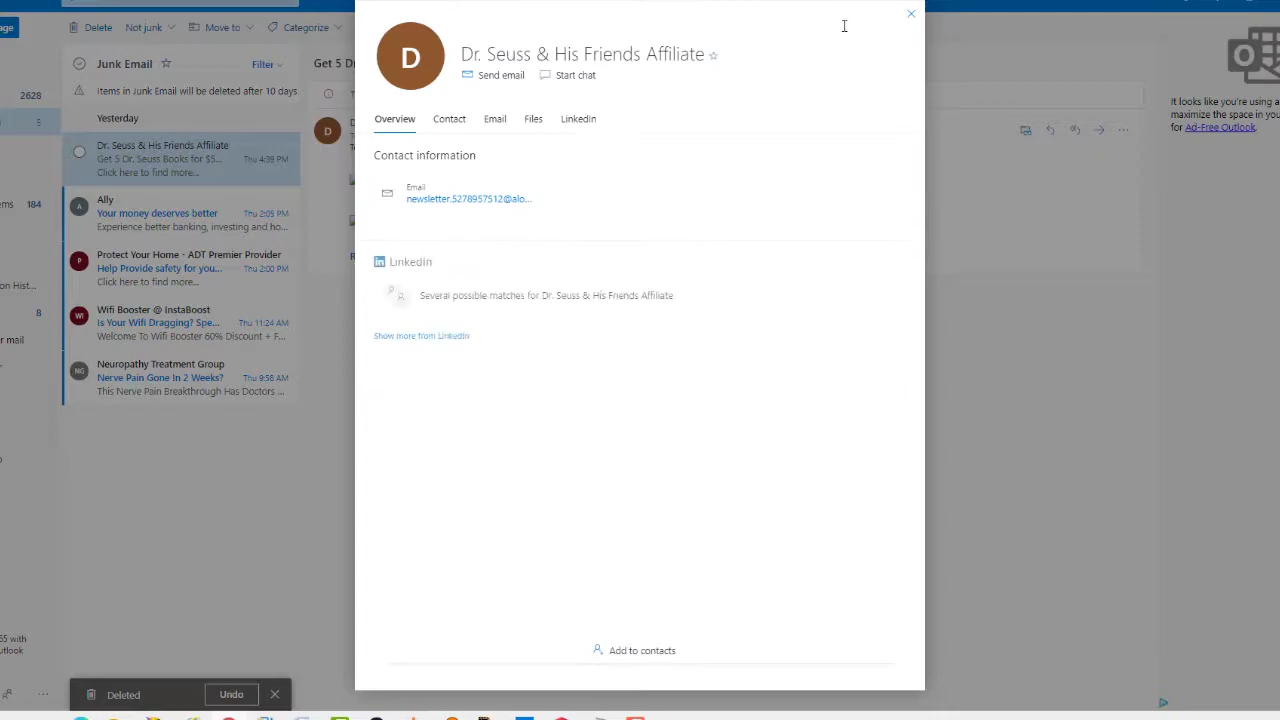 Delete
Not junk
Move to
Categorize
Junk Email
Filter
Items in Junk Email will be deleted after 10 days
Yesterday
Dr. Seuss & His Friends Affiliate
Get 5 Dr. Seuss Books for $5...
Thu 4:39 PM
Click here to find more...
A
Ally
Your money deserves better
Thu 2:05 PM
Experience better banking, investing and ho...
P
Protect Your Home - ADT Premier Provider
Help Provide safety for you...
Thu 2:00 PM
Click here to find more...
WI
Wifi Booster @ InstaBoost
Is Your Wifi Dragging? Spe...
Thu 11:24 AM
Welcome To Wifi Booster 60% Discount + F...
NG
Neuropathy Treatment Group
Nerve Pain Gone In 2 Weeks?
Thu 9:58 AM
This Nerve Pain Breakthrough Has Doctors ...
2628
5
184
8
Get 5 D
D
D
Dr. Seuss & His Friends Affiliate
Send email
Start chat
Overview
Contact
Email
Files
LinkedIn
Contact information
Email
newsletter.5278957512@alo...
LinkedIn
Several possible matches for Dr. Seuss & His Friends Affiliate
Show more from LinkedIn
Add to contacts
It looks like you're using a
maximize the space in you
for Ad-Free Outlook.
Deleted
Undo